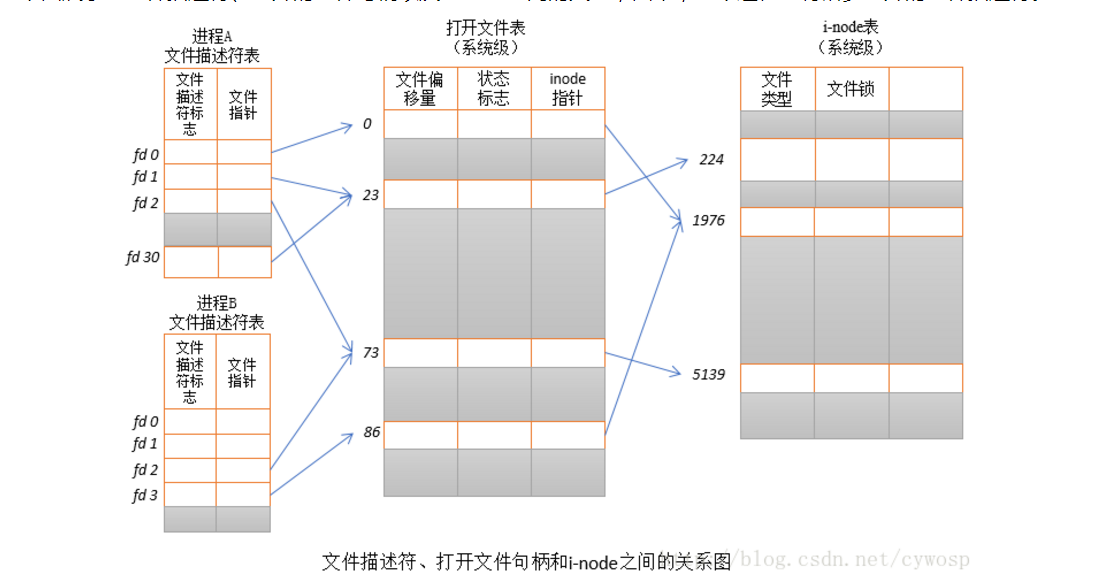 进程A
文件描述符表
文件
描述
符标
志
文件
指针
fd 0
fd 1
fd 2
fd 30
进程B
文件描述符表
文件
描述
符标
志
文件
指针
fd 0
fd 1
fd 2
fd 3
打开文件表
（系统级）
文件偏
移量
状态
标志
inode
指针
0
23
73
86
i-node表
（系统级）
文件
类型
文件锁
224
1976
5139
文件描述符、打开文件句柄和i-node之间的关系图
/blog.csdn.net/cywosp